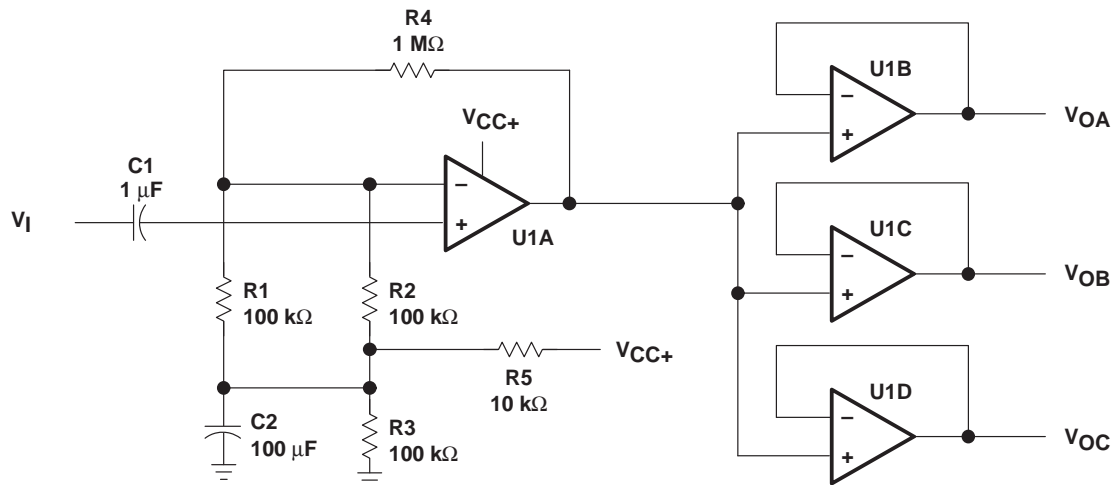 R4
1 MΩ
VCC+
C1
1 μF
VI
−
+
U1A
R1
100 kΩ
R2
100 kΩ
VCC+
R5
10 kΩ
C2
100 μF
R3
100 kΩ
U1B
−
+
VOA
U1C
−
+
VOB
U1D
−
+
VOC